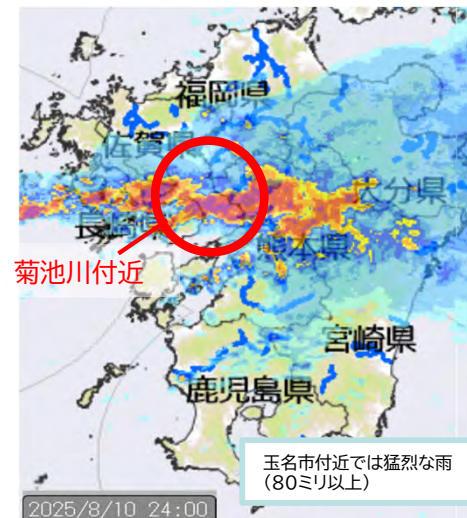 福岡県
佐賀県
大分県
長崎県
熊本県
菊池川付近
宮崎県
鹿児島県
玉名市付近では猛烈な雨
（80ミリ以上）
2025/8/10 24:00